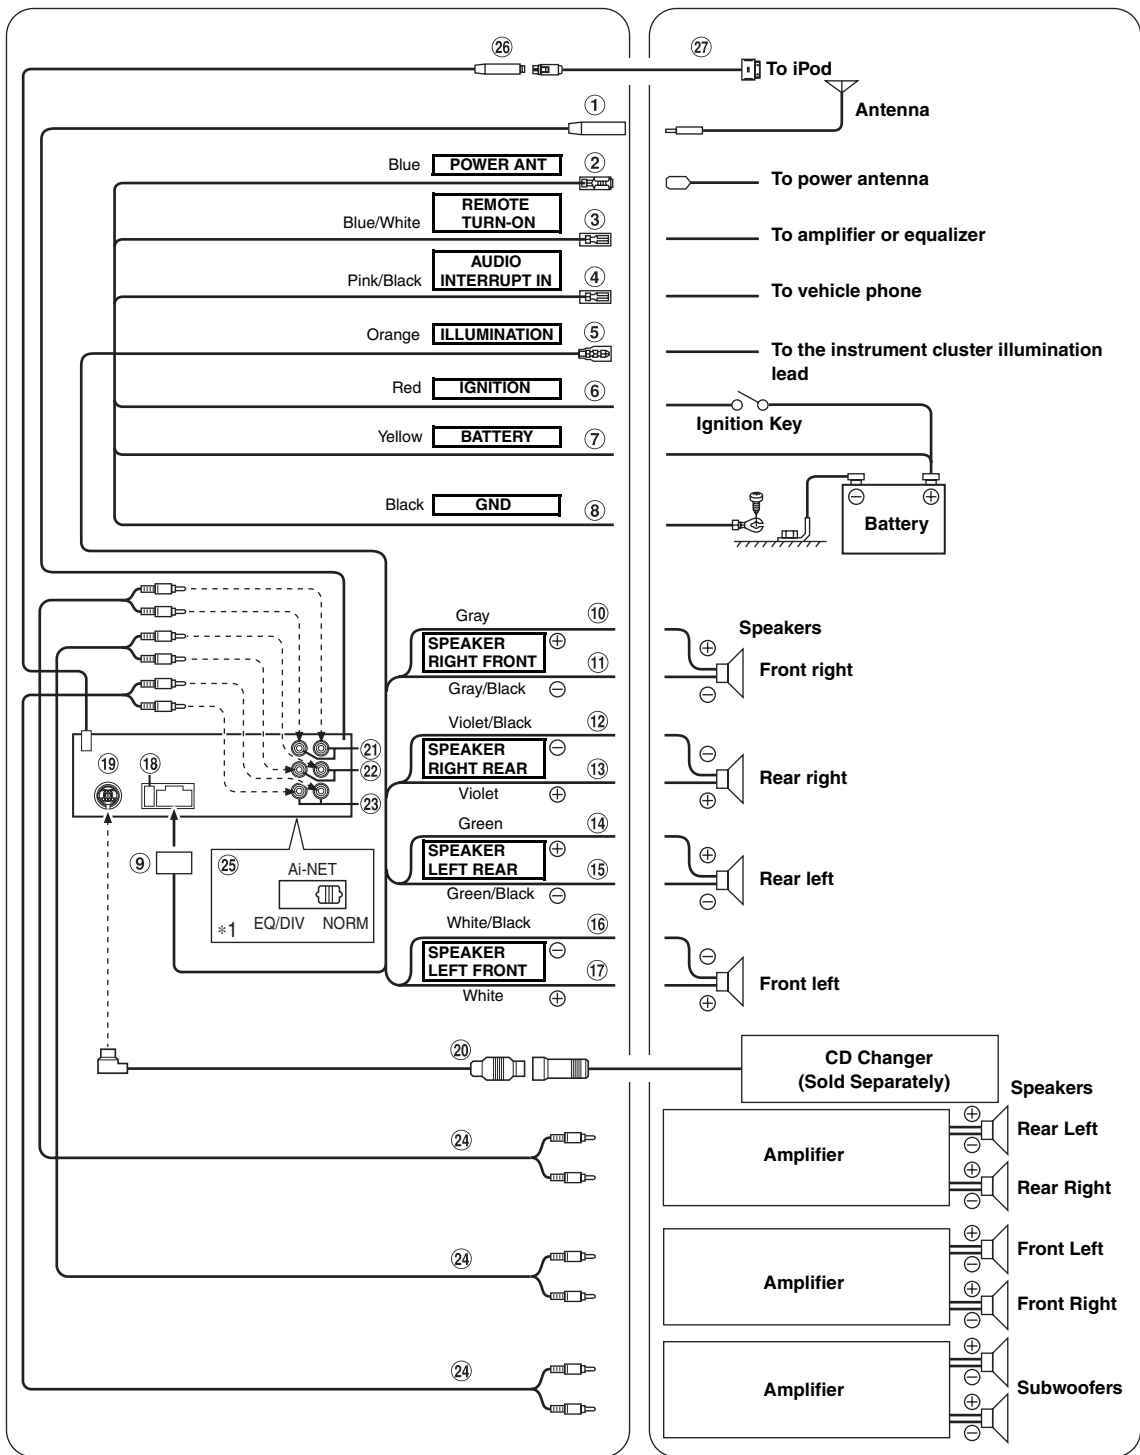 ㉖
㉗
To iPod
①
Antenna
Blue
POWER ANT
②
To power antenna
Blue/White
REMOTE
TURN-ON
③
To amplifier or equalizer
Pink/Black
AUDIO
INTERRUPT IN
④
To vehicle phone
Orange
ILLUMINATION
⑤
To the instrument cluster illumination
lead
Red
IGNITION
⑥
Ignition Key
Yellow
BATTERY
⑦
Black
GND
⑧
⊖ ⊕
Battery
Gray
⑩
Speakers
SPEAKER
RIGHT FRONT
⊕
⑪
Gray/Black ⊖
⊕
⊖
Front right
Violet/Black
⑫
SPEAKER
RIGHT REAR
⊖
⑬
Violet ⊕
⊖
⊕
Rear right
⑲
⑱
㉑
㉒
㉓
Green
⑭
SPEAKER
LEFT REAR
⊕
⑮
Green/Black ⊖
⊕
⊖
Rear left
⑨
㉕
Ai-NET
*1
EQ/DIV NORM
White/Black
⑯
SPEAKER
LEFT FRONT
⊖
⑰
White ⊕
⊖
⊕
Front left
⑳
CD Changer
(Sold Separately)
Speakers
㉔
Amplifier
⊕
⊖
Rear Left
⊕
⊖
Rear Right
㉔
Amplifier
⊕
⊖
Front Left
⊕
⊖
Front Right
㉔
Amplifier
⊕
⊖
⊕
⊖
Subwoofers